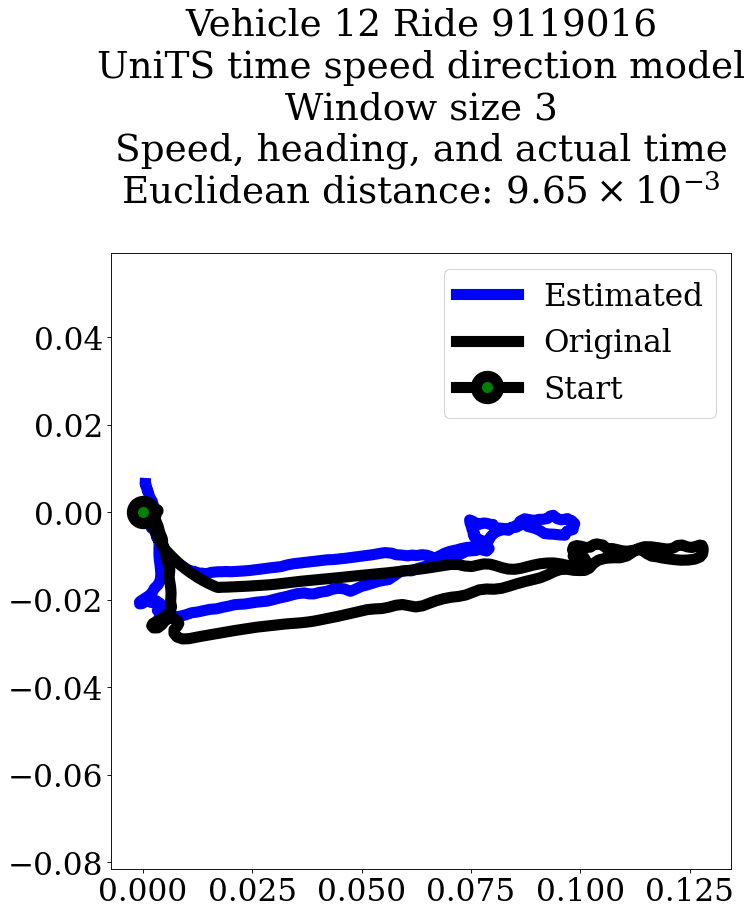 Vehicle 12 Ride 9119016
UniTS time speed direction model
Window size 3
Speed, heading, and actual time
Euclidean distance: 9.65 × 10⁻³
Estimated
Original
Start
0.04
0.02
0.00
−0.02
−0.04
−0.06
−0.08
0.000 0.025 0.050 0.075 0.100 0.125